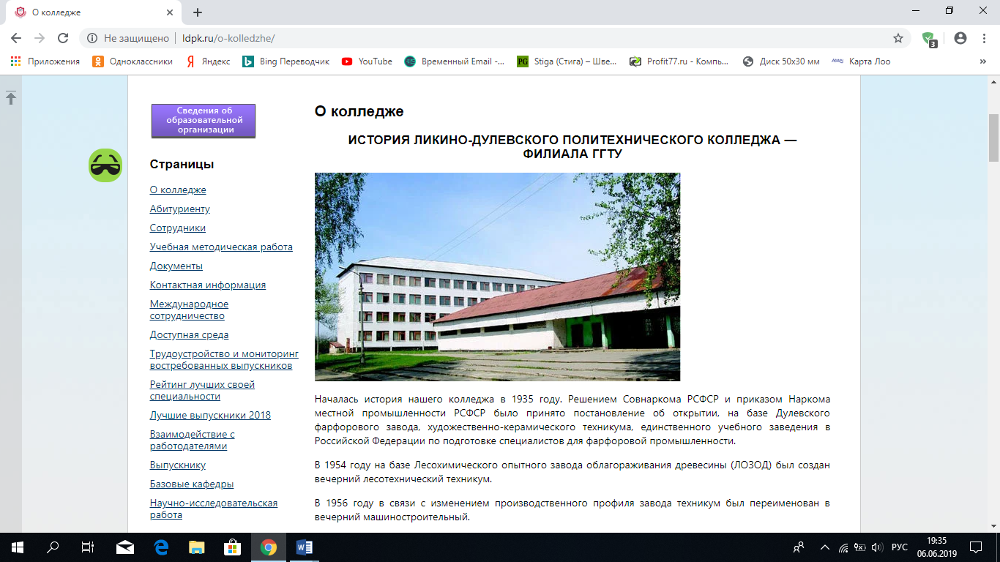 О колледже
Не защищено
ldpk.ru/o-kolledzhe/
Приложения
Одноклассники
Яндекс
Bing Переводчик
YouTube
Временный Email -...
Stiga (Стига) – Шве...
Profit77.ru - Компь...
Диск 50х30 мм
Карта Лоо
»
Сведения об
образовательной
организации
Страницы
О колледже
Абитуриенту
Сотрудники
Учебная методическая работа
Документы
Контактная информация
Международное
сотрудничество
Доступная среда
Трудоустройство и мониторинг
востребованных выпускников
Рейтинг лучших своей
специальности
Лучшие выпускники 2018
Взаимодействие с
работодателями
Выпускнику
Базовые кафедры
Научно-исследовательская
работа
О колледже
ИСТОРИЯ ЛИКИНО-ДУЛЕВСКОГО ПОЛИТЕХНИЧЕСКОГО КОЛЛЕДЖА —
ФИЛИАЛА ГГТУ
Началась история нашего колледжа в 1935 году. Решением Совнаркома РСФСР и приказом Наркома
местной промышленности РСФСР было принято постановление об открытии, на базе Дулевского
фарфорового завода, художественно-керамического техникума, единственного учебного заведения в
Российской Федерации по подготовке специалистов для фарфоровой промышленности.
В 1954 году на базе Лесохимического опытного завода облагораживания древесины (ЛОЗОД) был создан
вечерний лесотехнический техникум.
В 1956 году в связи с изменением производственного профиля завода техникум был переименован в
вечерний машиностроительный.
3
PG
РУС
19:35
06.06.2019